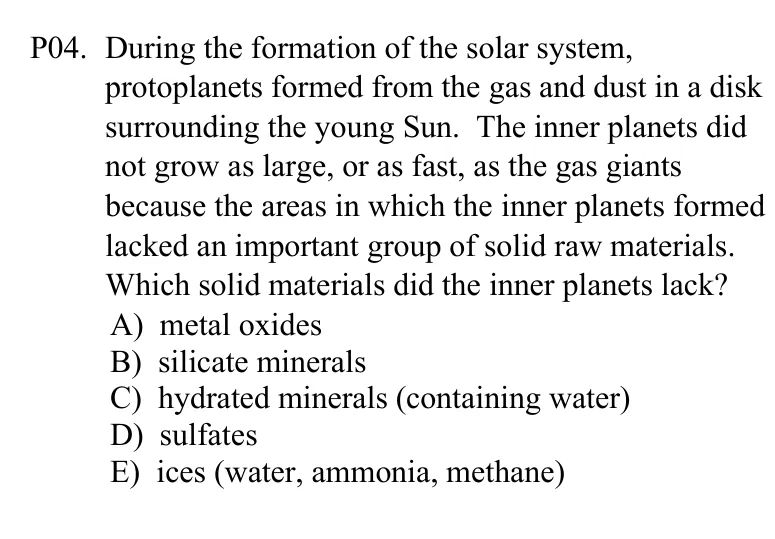 P04. During the formation of the solar system,
protoplanets formed from the gas and dust in a disk
surrounding the young Sun. The inner planets did
not grow as large, or as fast, as the gas giants
because the areas in which the inner planets formed
lacked an important group of solid raw materials.
Which solid materials did the inner planets lack?
A) metal oxides
B) silicate minerals
C) hydrated minerals (containing water)
D) sulfates
E) ices (water, ammonia, methane)